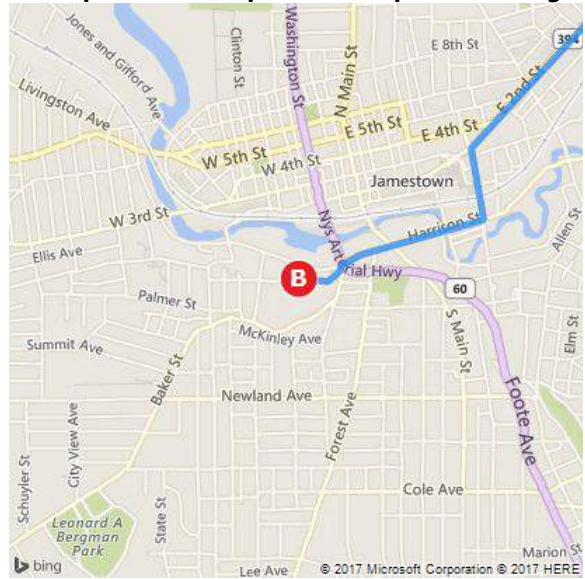 Jones and Gifford Ave
Clinton St
Washington St
N Main St
E 8th St
394
E 2nd St
Livingston Ave
E 5th St
E 4th St
W 5th St
W 4th St
Jamestown
W 3rd St
Nys Arterial Hwy
Harrison St
Allen St
Ellis Ave
B
60
Palmer St
McKinley Ave
S Main St
Elm St
Summit Ave
Baker St
Newland Ave
Foote Ave
Forest Ave
City View Ave
Schuyler St
State St
Cole Ave
Leonard A
Bergman
Park
Marion St
Lee Ave
bing
© 2017 Microsoft Corporation © 2017 HERE